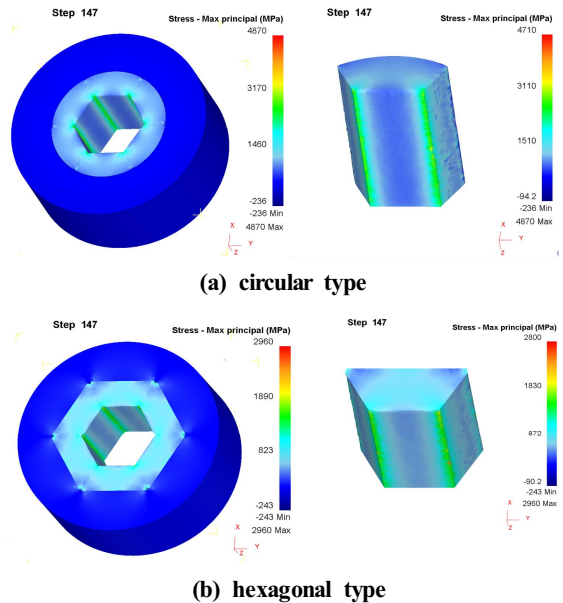 Step 147
Stress - Max principal (MPa)
4870
3170
1460
-236
-236 Min
4870 Max
X
Y
Z
Step 147
Stress - Max principal (MPa)
4710
3110
1510
-94.2
-236 Min
4870 Max
X
Y
Z
(a) circular type
Step 147
Stress - Max principal (MPa)
2960
1890
823
-243
-243 Min
2960 Max
X
Y
Z
Step 147
Stress - Max principal (MPa)
2800
1830
872
-90.2
-243 Min
2960 Max
X
Y
Z
(b) hexagonal type